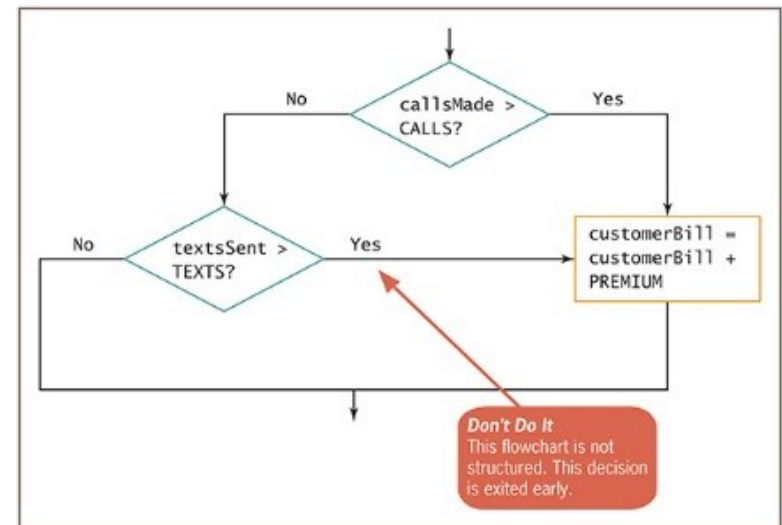 No
callsMade >
CALLS?
Yes
No
textsSent >
TEXTS?
Yes
customerBill =
customerBill +
PREMIUM
Don't Do It
This flowchart is not
structured. This decision
is exited early.